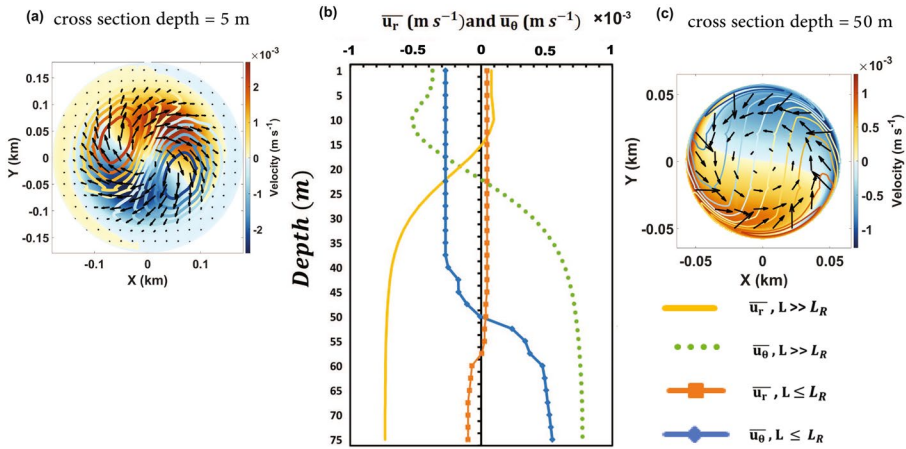 (a) cross section depth = 5 m
×10⁻³
0.15
0.1
0.05
0
-0.05
-0.1
-0.15
Y (km)
-0.1 0 0.1
X (km)
2
1
0
-1
-2
Velocity (m s⁻¹)
(b) u̅r (m s⁻¹) and u̅θ (m s⁻¹) ×10⁻³
-1 -0.5 0 0.5 1
Depth (m)
1
5
10
15
20
25
30
35
40
45
50
55
60
65
70
75
(c) cross section depth = 50 m
×10⁻³
0.05
0
-0.05
Y (km)
-0.05 0 0.05
X (km)
1
0.5
0
-0.5
-1
Velocity (m s⁻¹)
u̅r , L >> LR
u̅θ , L >> LR
u̅r , L ≤ LR
u̅θ , L ≤ LR